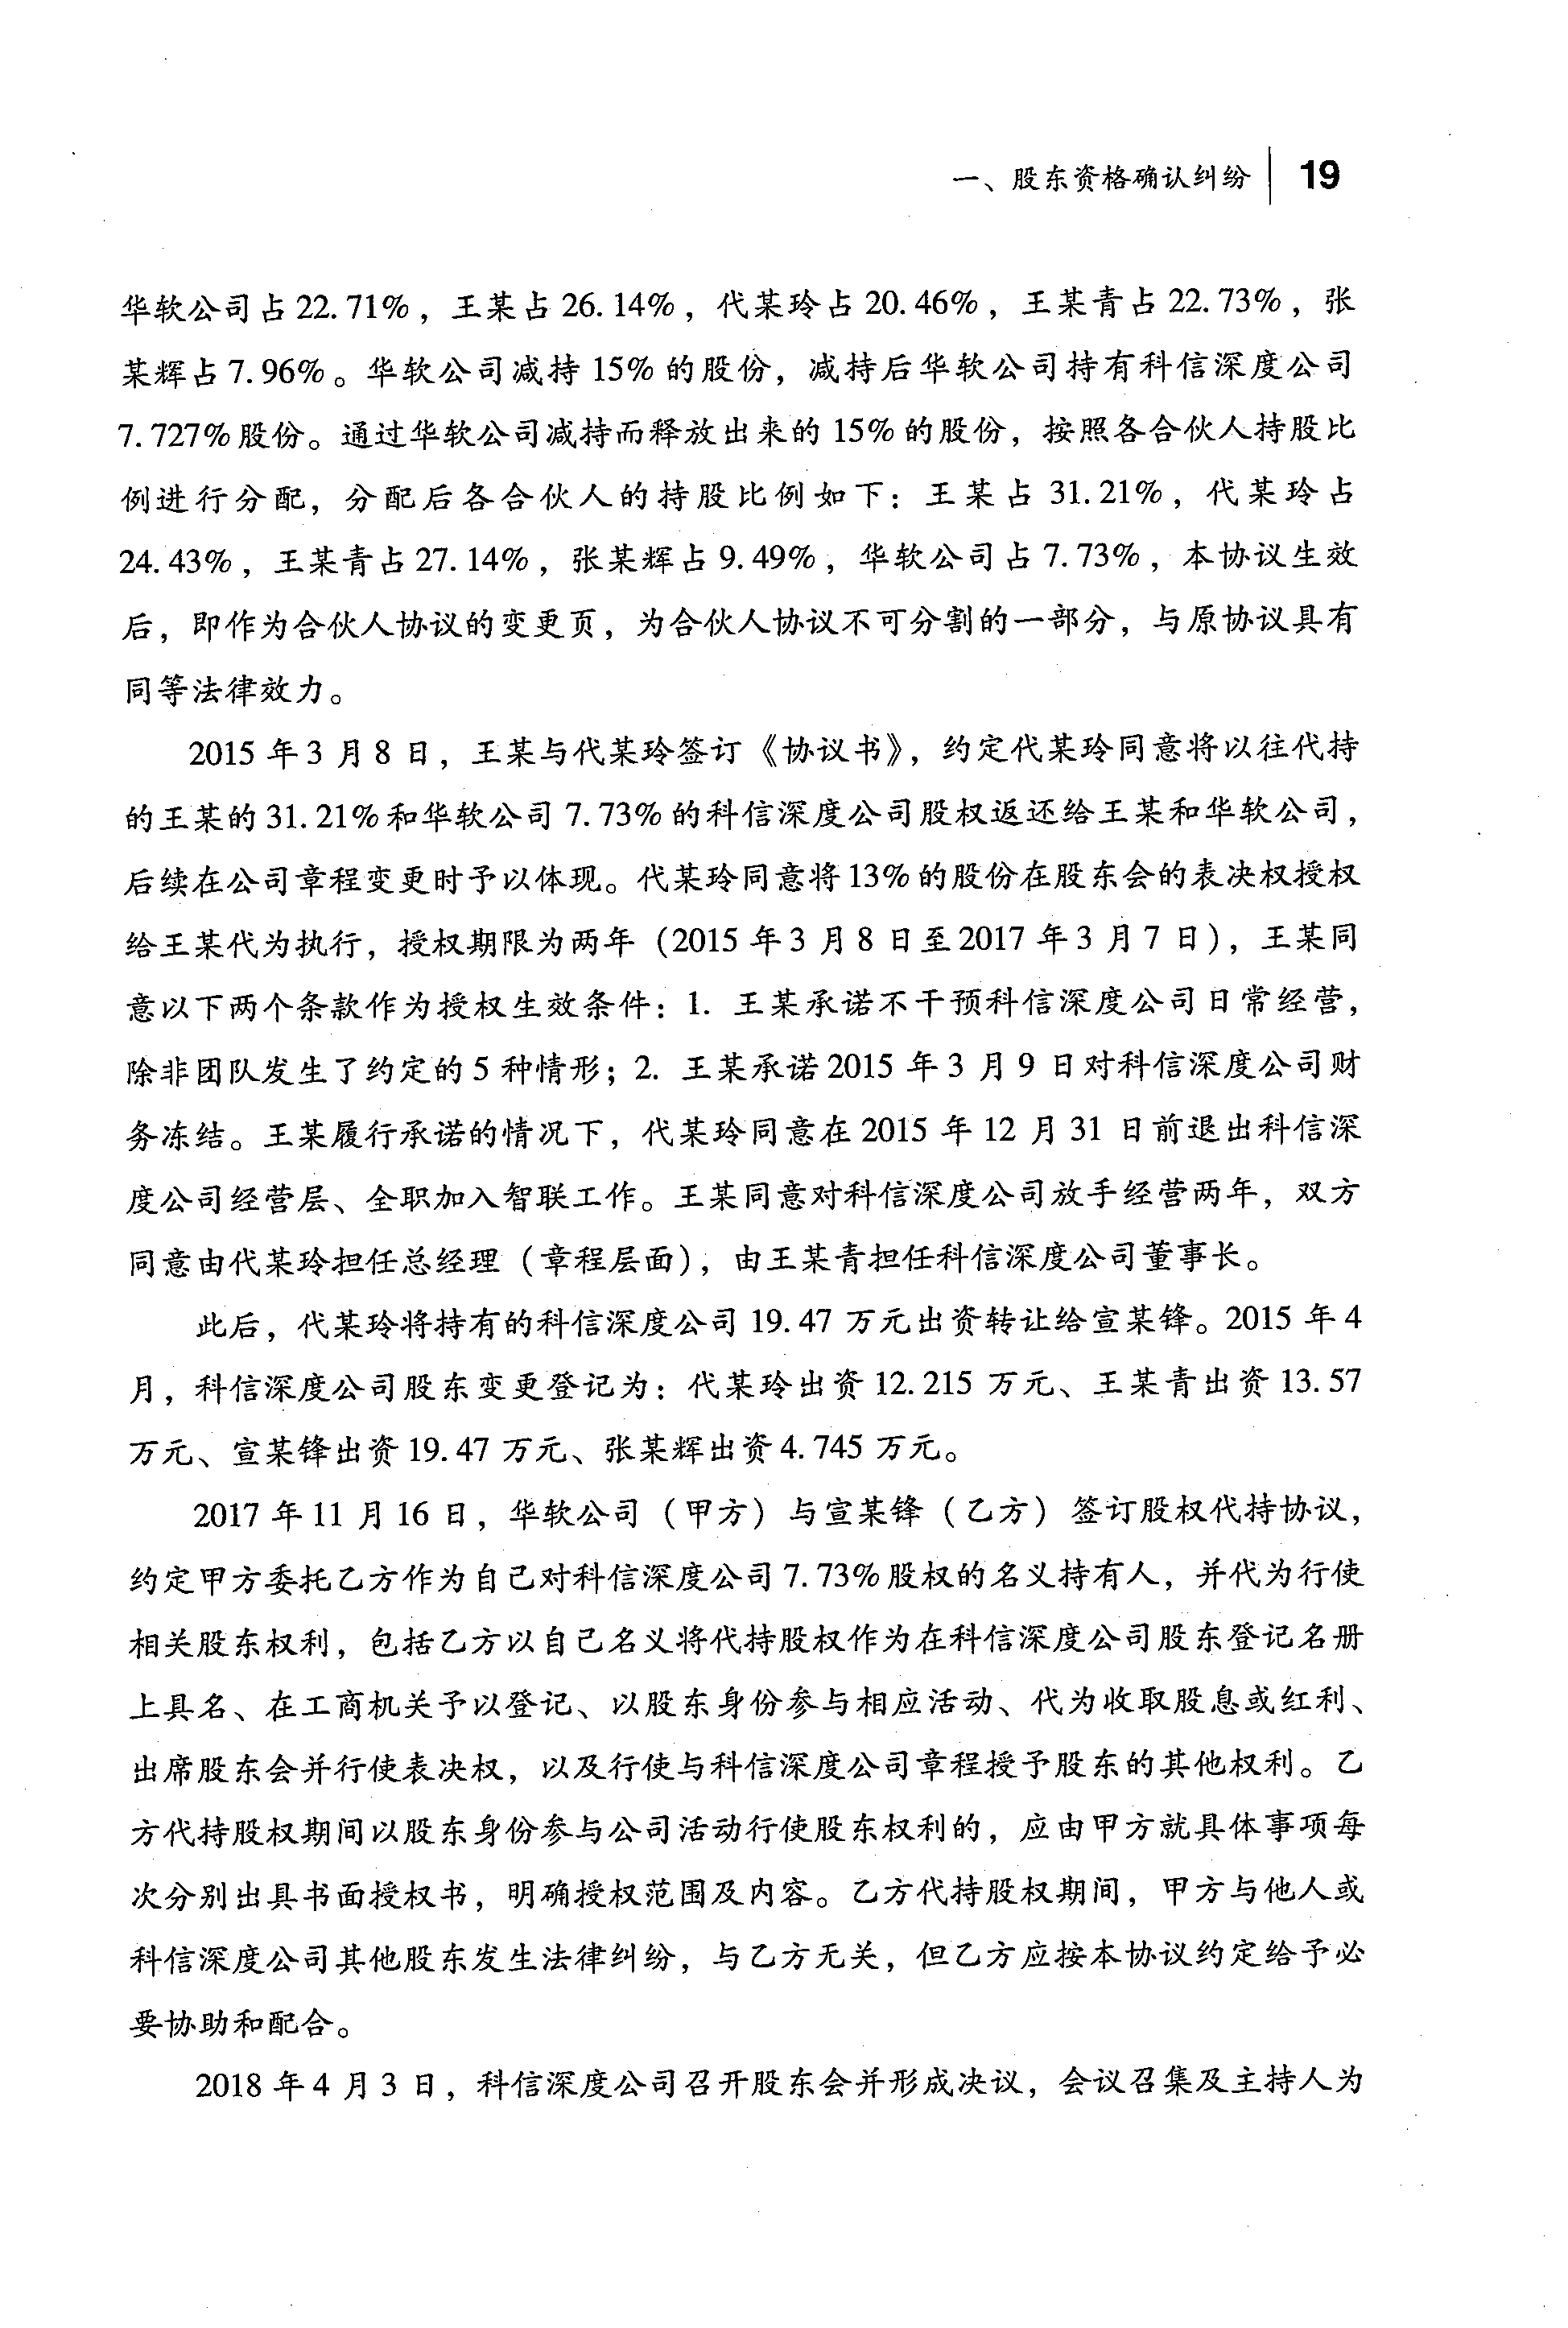 一、股东资格确认纠纷 19
华软公司占22.71%，王某占26.14%，代某玲占20.46%，王某青占22.73%，张
某辉占7.96%。华软公司减持15%的股份，减持后华软公司持有科信深度公司
7.727%股份。通过华软公司减持而释放出来的15%的股份，按照各合伙人持股比
例进行分配，分配后各合伙人的持股比例如下：王某占31.21%，代某玲占
24.43%，王某青占27.14%，张某辉占9.49%，华软公司占7.73%，本协议生效
后，即作为合伙人协议的变更页，为合伙人协议不可分割的一部分，与原协议具有
同等法律效力。
2015年3月8日，王某与代某玲签订《协议书》，约定代某玲同意将以往代持
的王某的31.21%和华软公司7.73%的科信深度公司股权返还给王某和华软公司，
后续在公司章程变更时予以体现。代某玲同意将13%的股份在股东会的表决权授权
给王某代为执行，授权期限为两年（2015年3月8日至2017年3月7日），王某同
意以下两个条款作为授权生效条件：1. 王某承诺不干预科信深度公司日常经营，
除非团队发生了约定的5种情形；2. 王某承诺2015年3月9日对科信深度公司财
务冻结。王某履行承诺的情况下，代某玲同意在2015年12月31日前退出科信深
度公司经营层、全职加入智联工作。王某同意对科信深度公司放手经营两年，双方
同意由代某玲担任总经理（章程层面），由王某青担任科信深度公司董事长。
此后，代某玲将持有的科信深度公司19.47万元出资转让给宣某锋。2015年4
月，科信深度公司股东变更登记为：代某玲出资12.215万元、王某青出资13.57
万元、宣某锋出资19.47万元、张某辉出资4.745万元。
2017年11月16日，华软公司（甲方）与宣某锋（乙方）签订股权代持协议，
约定甲方委托乙方作为自己对科信深度公司7.73%股权的名义持有人，并代为行使
相关股东权利，包括乙方以自己名义将代持股权作为在科信深度公司股东登记名册
上具名、在工商机关予以登记、以股东身份参与相应活动、代为收取股息或红利、
出席股东会并行使表决权，以及行使与科信深度公司章程授予股东的其他权利。乙
方代持股权期间以股东身份参与公司活动行使股东权利的，应由甲方就具体事项每
次分别出具书面授权书，明确授权范围及内容。乙方代持股权期间，甲方与他人或
科信深度公司其他股东发生法律纠纷，与乙方无关，但乙方应按本协议约定给予必
要协助和配合。
2018年4月3日，科信深度公司召开股东会并形成决议，会议召集及主持人为